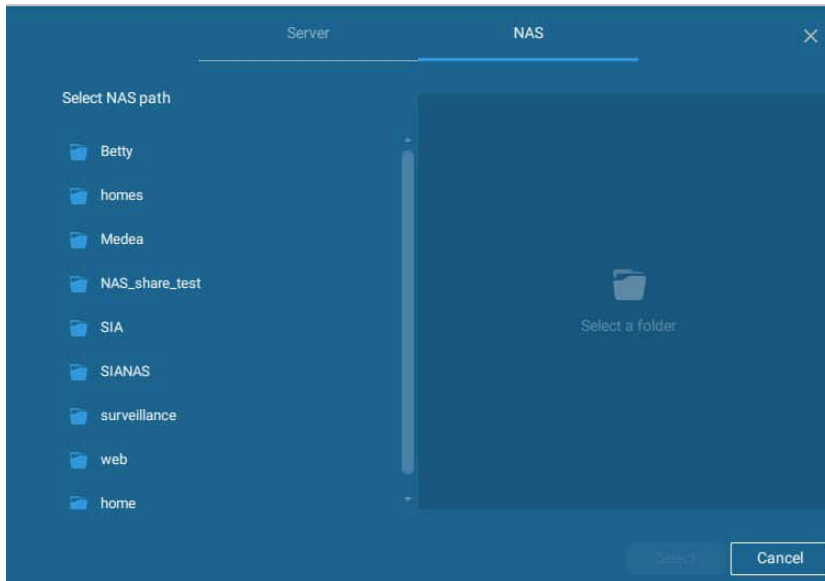 Server
NAS
Select NAS path
Betty
homes
Medea
NAS_share_test
SIA
SIANAS
surveillance
web
home
Select a folder
Select
Cancel